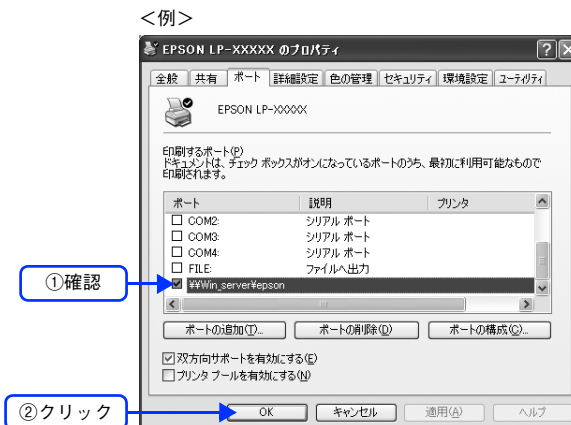 <例>
EPSON LP-XXXXX のプロパティ
全般 共有 ポート 詳細設定 色の管理 セキュリティ 環境設定 ユーティリティ
EPSON LP-XXXXX
印刷するポート(P)
ドキュメントは、チェック ボックスがオンになっているポートのうち、最初に利用可能なもので
印刷されます。
ポート 説明 プリンタ
COM2: シリアル ポート
COM3: シリアル ポート
COM4: シリアル ポート
FILE: ファイルへ出力
①確認
¥¥Win_server¥epson
ポートの追加(T)... ポートの削除(D) ポートの構成(C)...
双方向サポートを有効にする(E)
プリンタ プールを有効にする(N)
②クリック
OK キャンセル 適用(A) ヘルプ